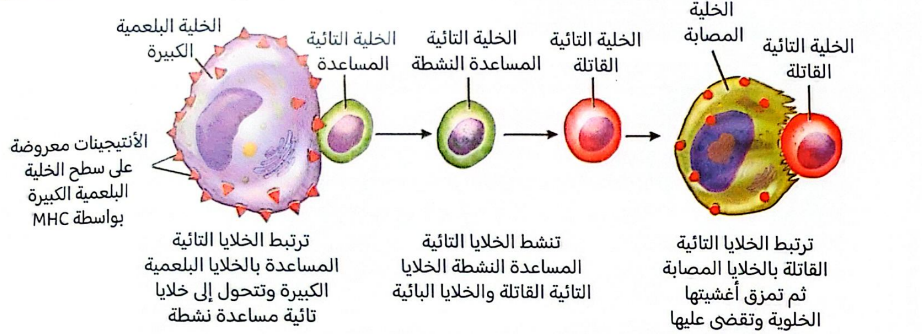 الخلية البلعمية
الكبيرة
الخلية التائية
المساعدة
الخلية التائية
المساعدة النشطة
الخلية التائية
القاتلة
الخلية
المصابة
الخلية التائية
القاتلة
الأنتيجينات معروضة
على سطح الخلية
البلعمية الكبيرة
بواسطة MHC
ترتبط الخلايا التائية
المساعدة بالخلايا البلعمية
الكبيرة وتتحول إلى خلايا
تائية مساعدة نشطة
تنشط الخلايا التائية
المساعدة النشطة الخلايا
التائية القاتلة والخلايا البائية
ترتبط الخلايا التائية
القاتلة بالخلايا المصابة
ثم تمزق أغشيتها
الخلوية وتقضى عليها